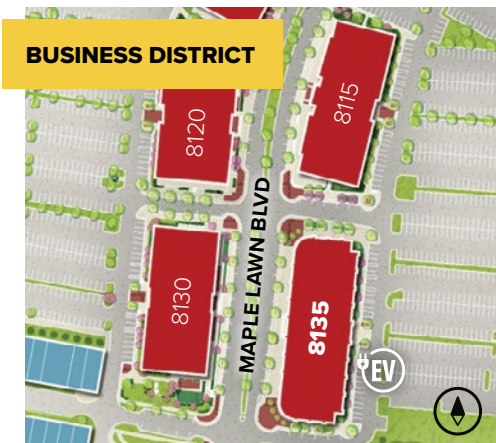 BUSINESS DISTRICT
8120
8115
MAPLE LAWN BLVD
8130
8135
EV